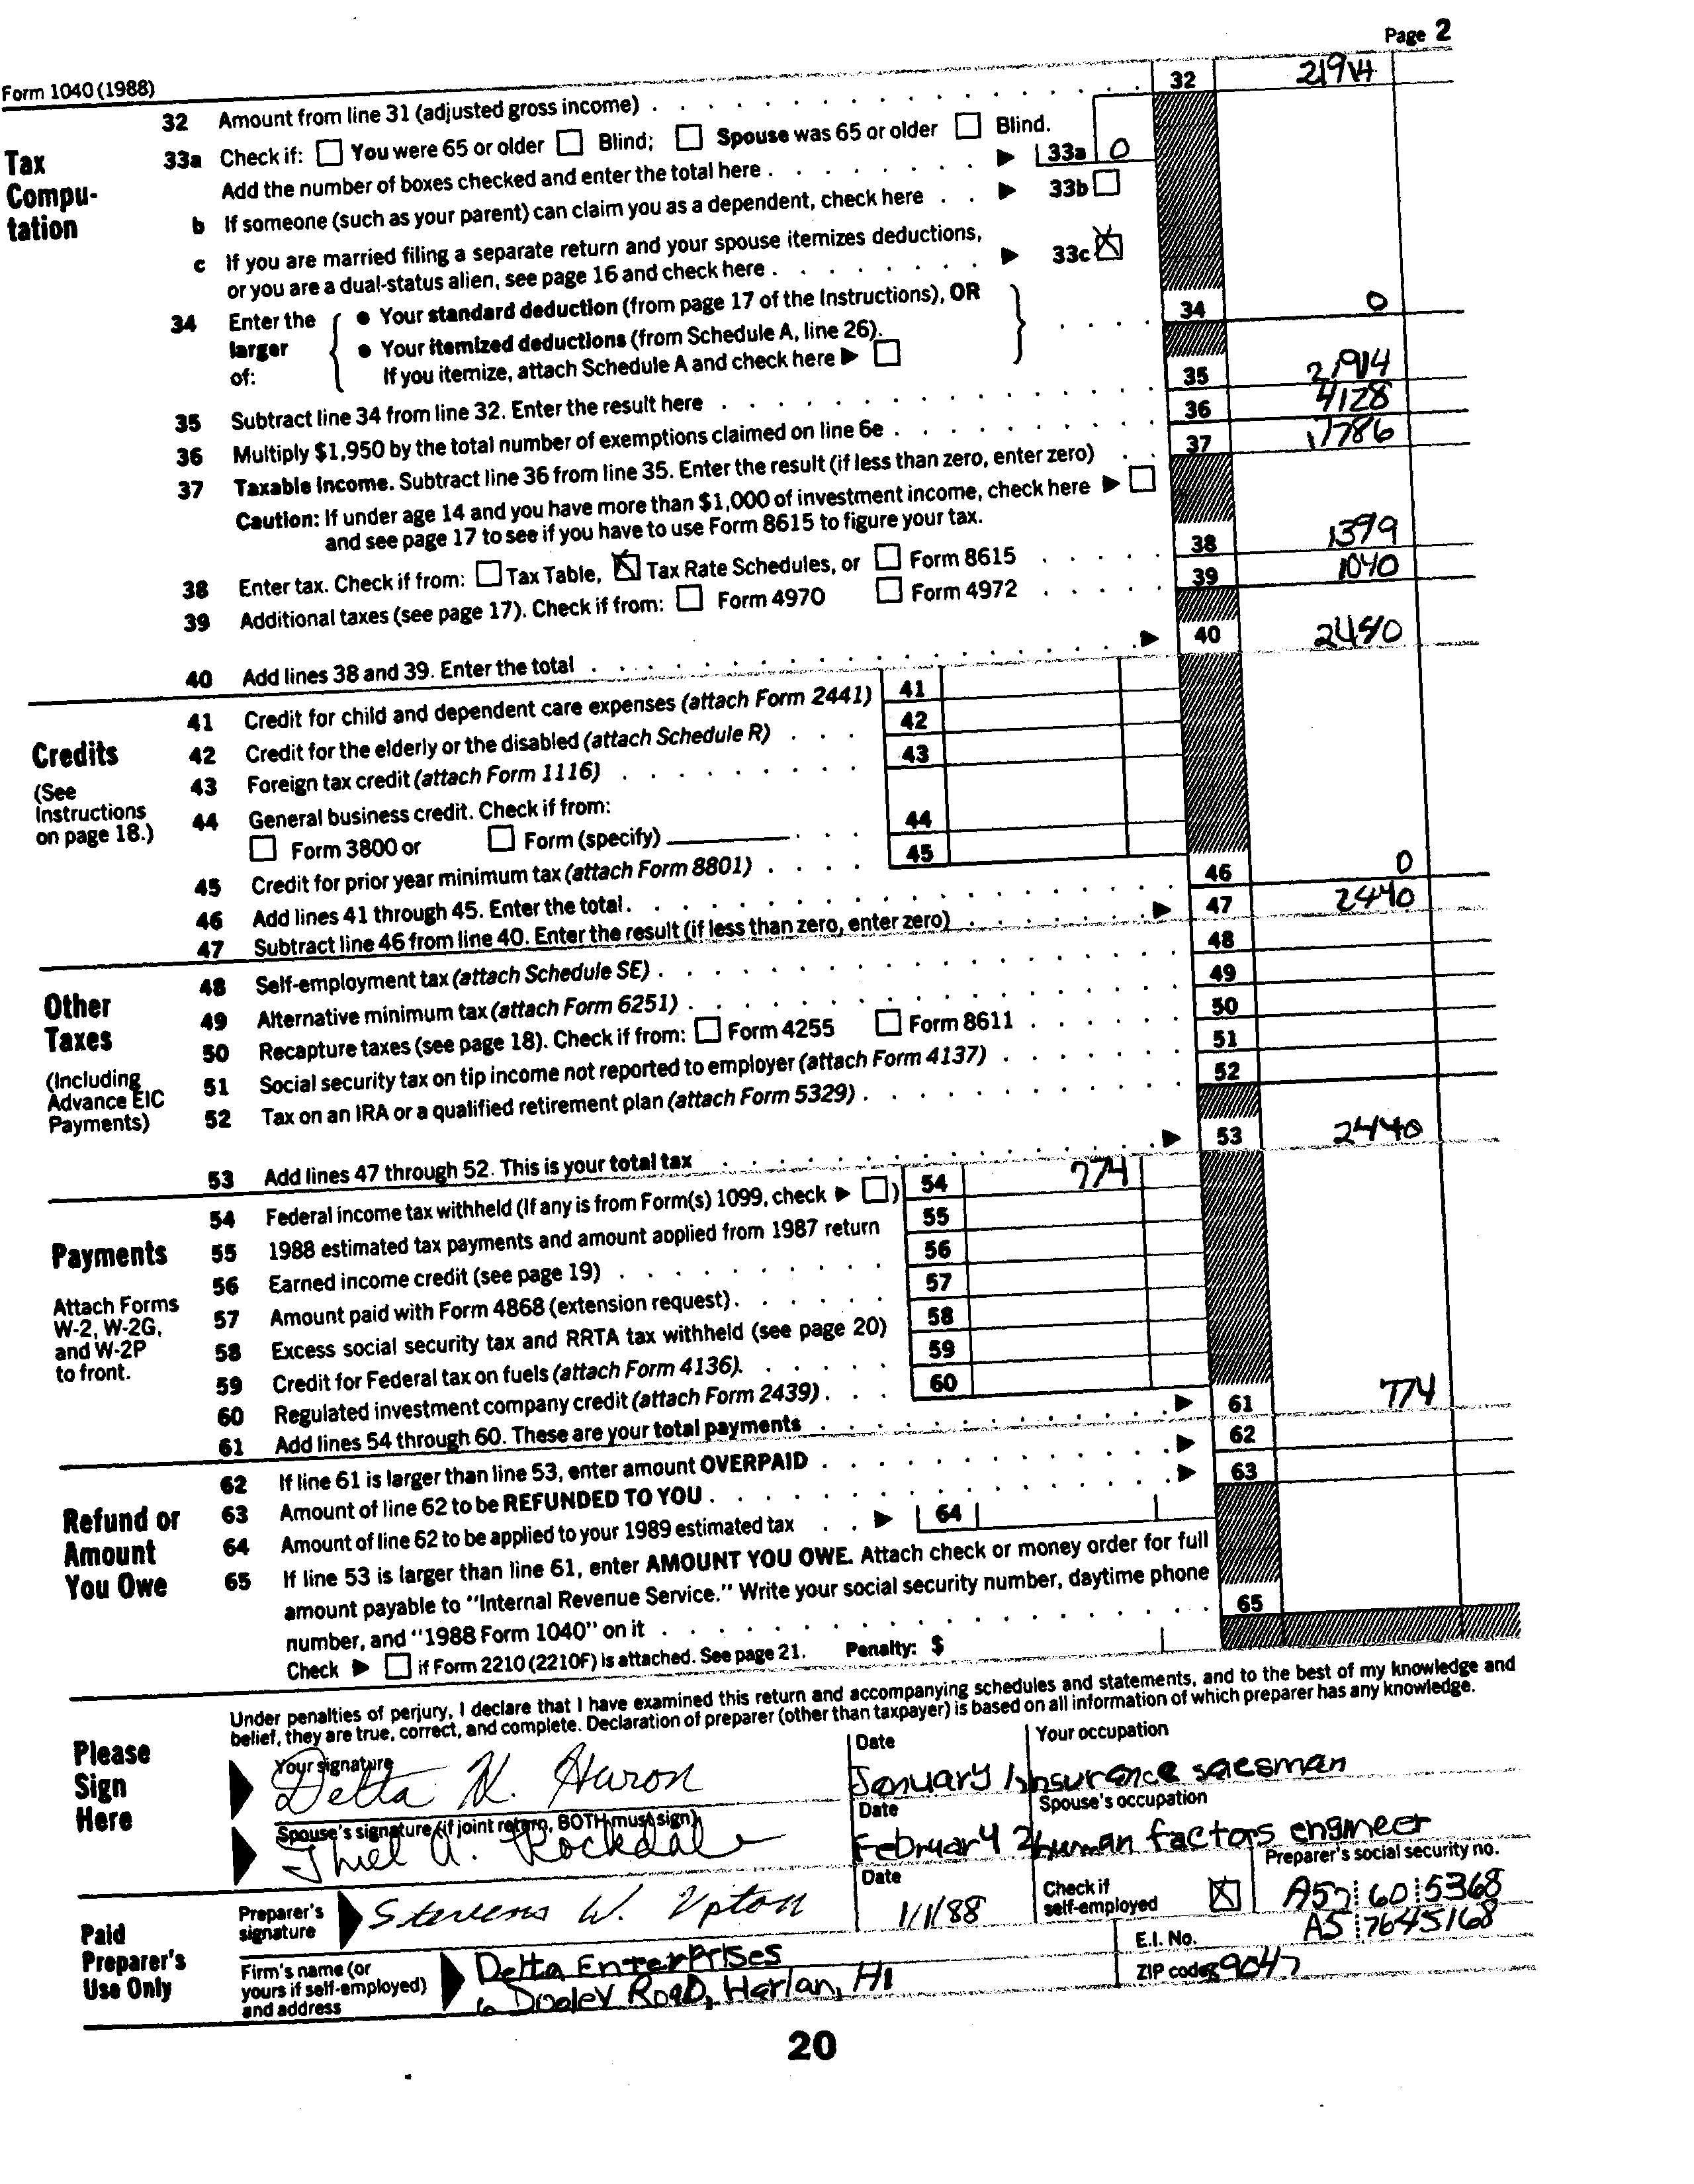 Page 2
Form 1040 (1988)
32 Amount from line 31 (adjusted gross income) 32 21914
Tax Compu-tation
33a Check if: You were 65 or older Blind; Spouse was 65 or older Blind.
Add the number of boxes checked and enter the total here ▶ 33a 0
b If someone (such as your parent) can claim you as a dependent, check here ▶ 33b
c If you are married filing a separate return and your spouse itemizes deductions,
or you are a dual-status alien, see page 16 and check here ▶ 33c X
34 Enter the larger of: { ● Your standard deduction (from page 17 of the Instructions), OR
● Your itemized deductions (from Schedule A, line 26).
If you itemize, attach Schedule A and check here ▶ } 34 0
35 Subtract line 34 from line 32. Enter the result here 35 21914
36 Multiply $1,950 by the total number of exemptions claimed on line 6e 36 4128
37 Taxable income. Subtract line 36 from line 35. Enter the result (if less than zero, enter zero) 37 17786
Caution: If under age 14 and you have more than $1,000 of investment income, check here ▶
and see page 17 to see if you have to use Form 8615 to figure your tax.
38 Enter tax. Check if from: Tax Table, X Tax Rate Schedules, or Form 8615 38 1399
39 Additional taxes (see page 17). Check if from: Form 4970 Form 4972 39 1040
40 Add lines 38 and 39. Enter the total ▶ 40 2440
Credits
(See Instructions on page 18.)
41 Credit for child and dependent care expenses (attach Form 2441) 41
42 Credit for the elderly or the disabled (attach Schedule R) 42
43 Foreign tax credit (attach Form 1116) 43
44 General business credit. Check if from:
Form 3800 or Form (specify) 44
45 Credit for prior year minimum tax (attach Form 8801) 45
46 Add lines 41 through 45. Enter the total 46 0
47 Subtract line 46 from line 40. Enter the result (if less than zero, enter zero) ▶ 47 2440
Other Taxes
(Including Advance EIC Payments)
48 Self-employment tax (attach Schedule SE) 48
49 Alternative minimum tax (attach Form 6251) 49
50 Recapture taxes (see page 18). Check if from: Form 4255 Form 8611 50
51 Social security tax on tip income not reported to employer (attach Form 4137) 51
52 Tax on an IRA or a qualified retirement plan (attach Form 5329) 52
53 Add lines 47 through 52. This is your total tax ▶ 53 2440
Payments
Attach Forms W-2, W-2G, and W-2P to front.
54 Federal income tax withheld (If any is from Form(s) 1099, check ▶ ) 54 774
55 1988 estimated tax payments and amount applied from 1987 return 55
56 Earned income credit (see page 19) 56
57 Amount paid with Form 4868 (extension request) 57
58 Excess social security tax and RRTA tax withheld (see page 20) 58
59 Credit for Federal tax on fuels (attach Form 4136). 59
60 Regulated investment company credit (attach Form 2439) 60
61 Add lines 54 through 60. These are your total payments ▶ 61 774
Refund or Amount You Owe
62 If line 61 is larger than line 53, enter amount OVERPAID ▶ 62
63 Amount of line 62 to be REFUNDED TO YOU ▶ 63
64 Amount of line 62 to be applied to your 1989 estimated tax ▶ 64
65 If line 53 is larger than line 61, enter AMOUNT YOU OWE. Attach check or money order for full
amount payable to "Internal Revenue Service." Write your social security number, daytime phone
number, and "1988 Form 1040" on it 65
Check ▶ if Form 2210 (2210F) is attached. See page 21. Penalty: $
Please Sign Here
Under penalties of perjury, I declare that I have examined this return and accompanying schedules and statements, and to the best of my knowledge and
belief, they are true, correct, and complete. Declaration of preparer (other than taxpayer) is based on all information of which preparer has any knowledge.
Your signature Date Your occupation
Delta N. Huron January 1 insurance saesman
Spouse's signature (if joint return, BOTH must sign) Date Spouse's occupation
Thiel A. Rockdale February 2 human factors engineer
Paid Preparer's Use Only
Preparer's signature Stevens W. Upton Date 1/1/88 Check if self-employed X Preparer's social security no.
60 5368
Firm's name (or yours if self-employed) and address Delta Enterprises E.I. No. A5 7645168
6 Dooley Road, Harlan, HI ZIP code 89047
20